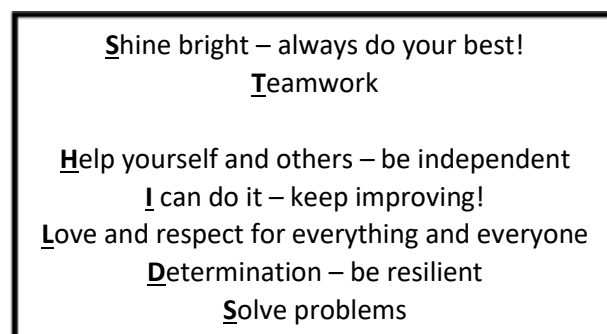 Shine bright – always do your best!
Teamwork
Help yourself and others – be independent
I can do it – keep improving!
Love and respect for everything and everyone
Determination – be resilient
Solve problems